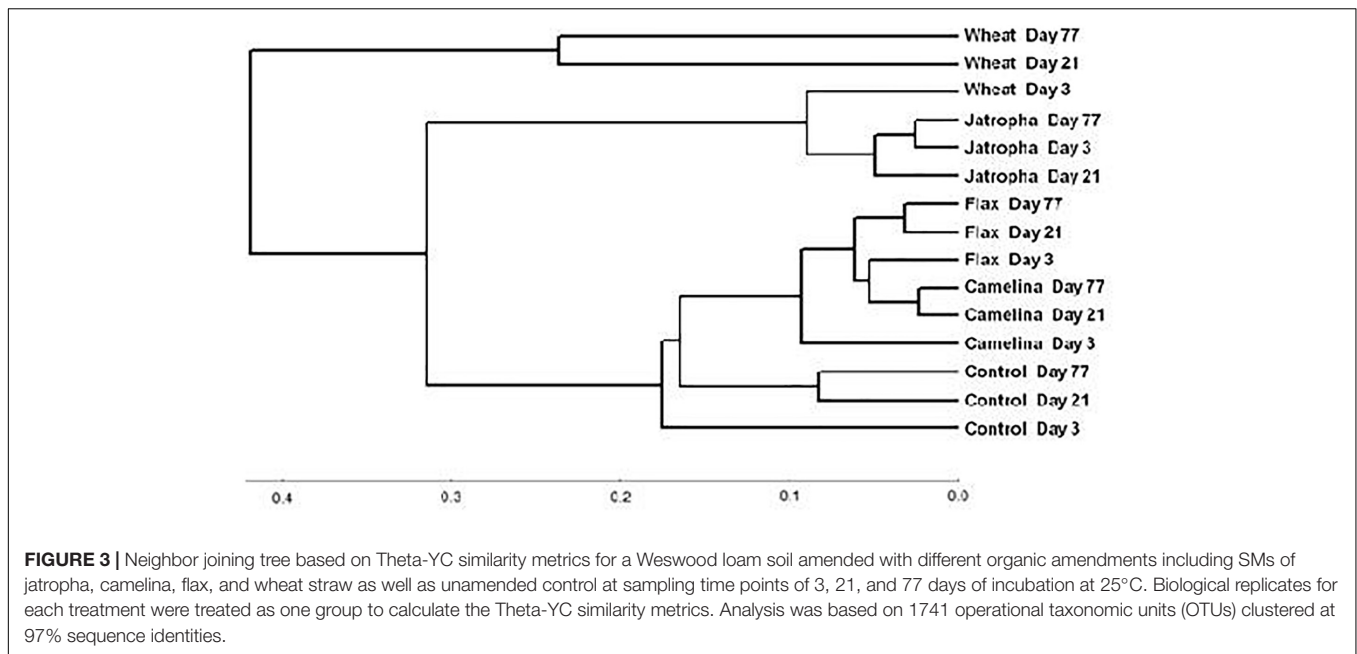 Wheat Day 77
Wheat Day 21
Wheat Day 3
Jatropha Day 77
Jatropha Day 3
Jatropha Day 21
Flax Day 77
Flax Day 21
Flax Day 3
Camelina Day 77
Camelina Day 21
Camelina Day 3
Control Day 77
Control Day 21
Control Day 3
0.4 0.3 0.2 0.1 0.0
FIGURE 3 | Neighbor joining tree based on Theta-YC similarity metrics for a Weswood loam soil amended with different organic amendments including SMs of
jatropha, camelina, flax, and wheat straw as well as unamended control at sampling time points of 3, 21, and 77 days of incubation at 25°C. Biological replicates for
each treatment were treated as one group to calculate the Theta-YC similarity metrics. Analysis was based on 1741 operational taxonomic units (OTUs) clustered at
97% sequence identities.